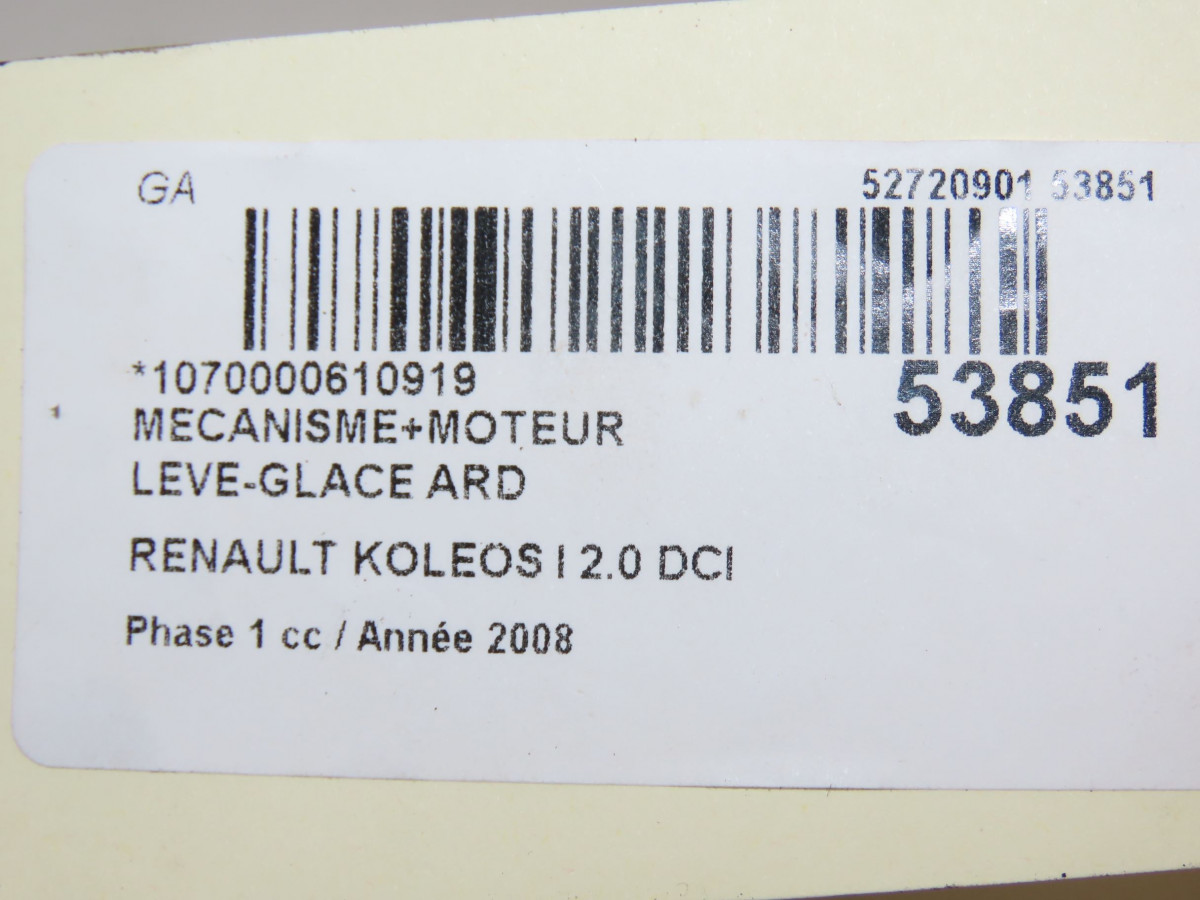 GA
52720901 53851
*1070000610919
53851
MECANISME+MOTEUR
LEVE-GLACE ARD
RENAULT KOLEOS I 2.0 DCI
Phase 1 cc / Année 2008